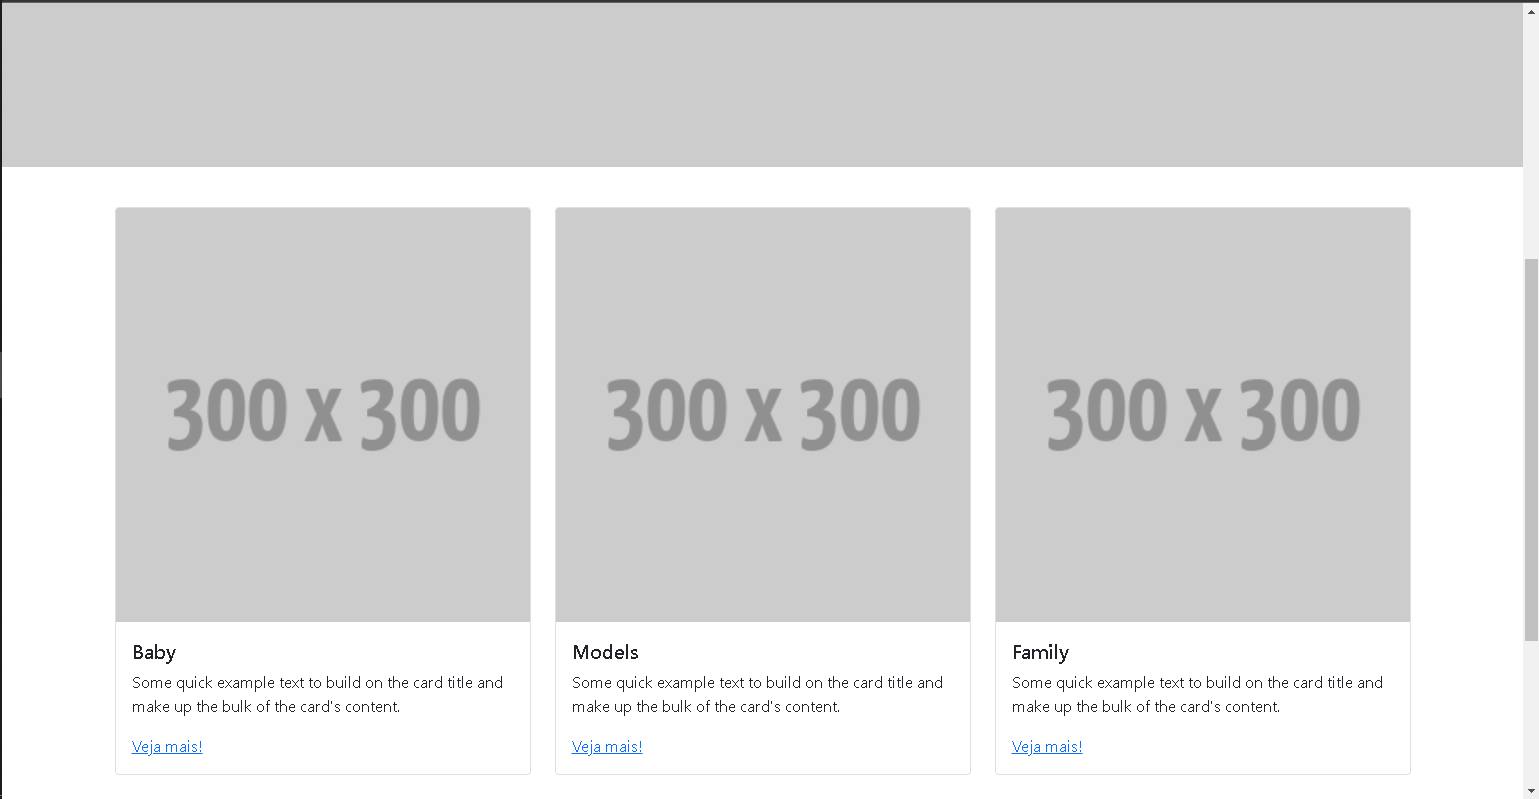 300 x 300
300 x 300
300 x 300
Baby
Some quick example text to build on the card title and
make up the bulk of the card's content.
Veja mais!
Models
Some quick example text to build on the card title and
make up the bulk of the card's content.
Veja mais!
Family
Some quick example text to build on the card title and
make up the bulk of the card's content.
Veja mais!